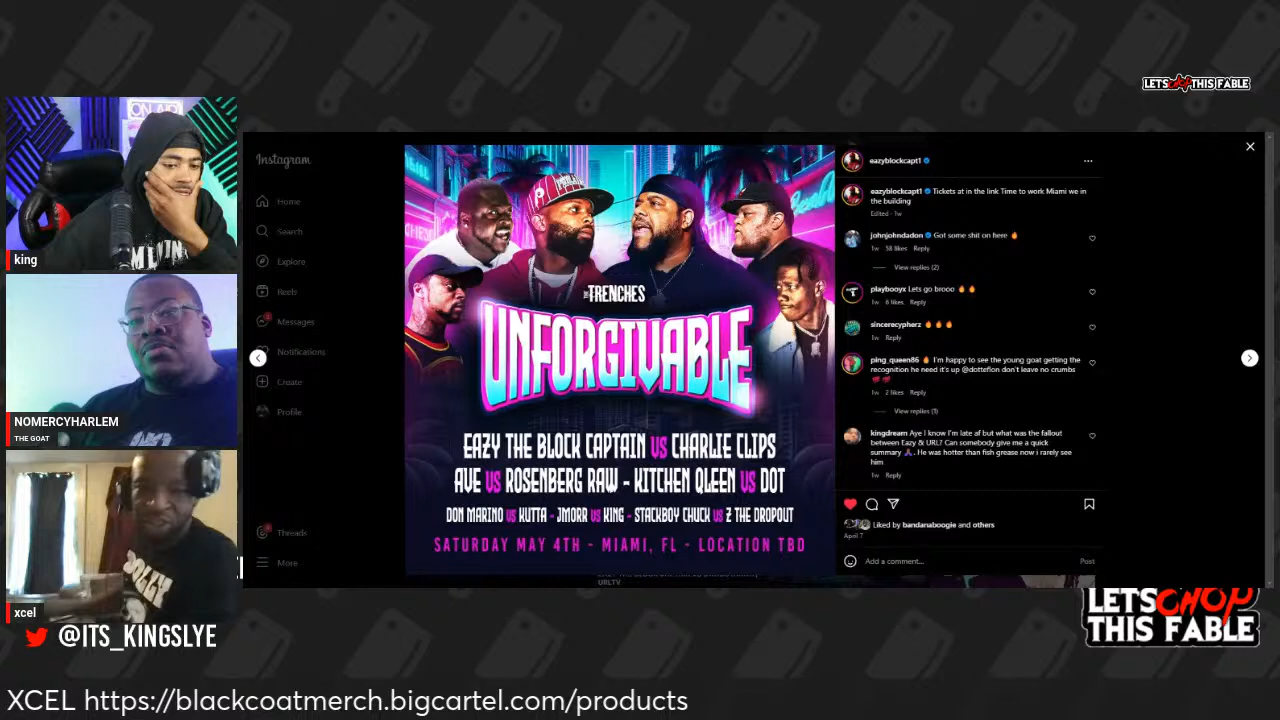 LETS CHOP THIS FABLE
ON AIR
king
NOMERCYHARLEM
THE GOAT
xcel
@ITS_KINGSLYE
Instagram
Home
Search
Explore
Reels
Messages
Notifications
Create
Profile
Threads
More
THE TRENCHES
UNFORGIVABLE
EAZY THE BLOCK CAPTAIN VS CHARLIE CLIPS
AVE VS ROSENBERG RAW - KITCHEN QLEEN VS DOT
DON MARINO VS KUTTA - JMORR VS KING - STACKBOY CHUCK VS Z THE DROPOUT
SATURDAY MAY 4TH - MIAMI, FL - LOCATION TBD
URLTV
eazyblockcapt1
eazyblockcapt1 Tickets at in the link Time to work Miami we in
the building
Edited · 1w
johnjohndadon Got some shit on here 🔥
1w 58 likes Reply
View replies (2)
playbooyx Lets go brooo 🔥 🔥
1w 6 likes Reply
sincerecypherz 🔥 🔥 🔥
1w Reply
ping_queen86 🔥 I'm happy to see the young goat getting the
recognition he need it's up @dotteflon don't leave no crumbs
1w 2 likes Reply
View replies (1)
kingdream Aye I know I'm late af but what was the fallout
between Eazy & URL? Can somebody give me a quick
summary 🙏🏾. He was hotter than fish grease now i rarely see
him
1w Reply
Liked by bandanaboogie and others
April 7
Add a comment...
Post
LETS CHOP
THIS FABLE
XCEL https://blackcoatmerch.bigcartel.com/products